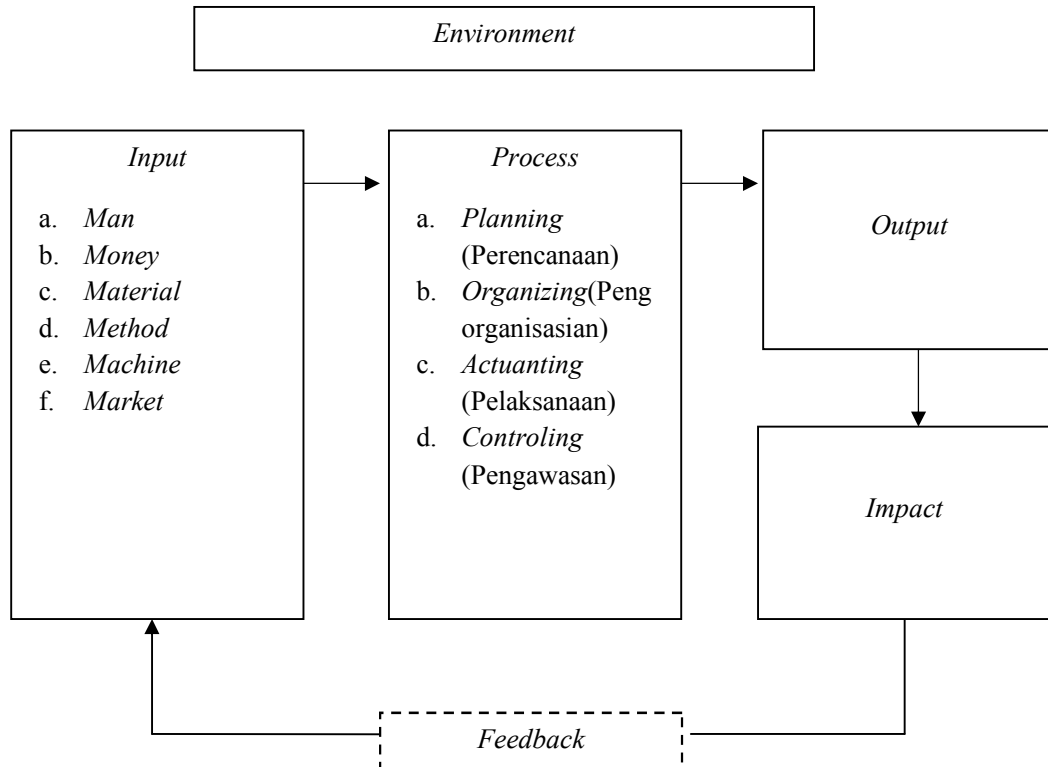 Environment
Input
a. Man
b. Money
c. Material
d. Method
e. Machine
f. Market
Process
a. Planning
(Perencanaan)
b. Organizing(Peng
organisasian)
c. Actuanting
(Pelaksanaan)
d. Controling
(Pengawasan)
Output
Impact
Feedback